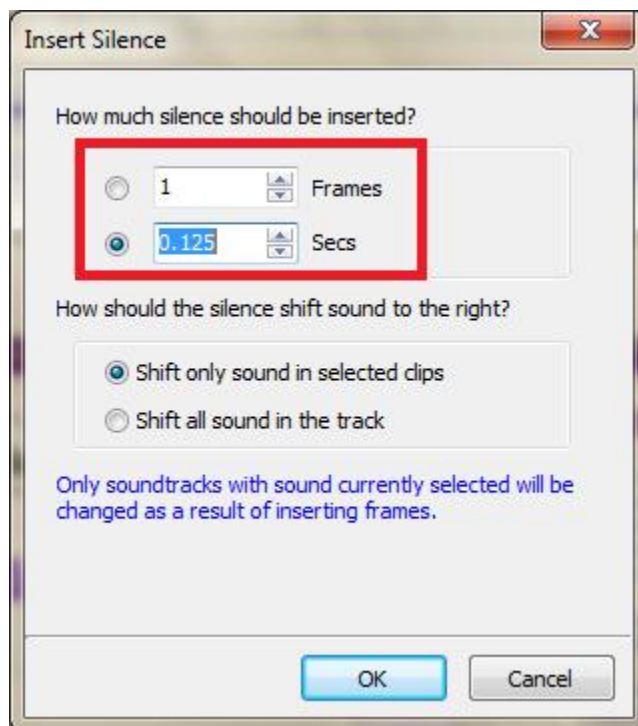 Insert Silence
How much silence should be inserted?
1 Frames
0.125 Secs
How should the silence shift sound to the right?
Shift only sound in selected clips
Shift all sound in the track
Only soundtracks with sound currently selected will be
changed as a result of inserting frames.
OK Cancel